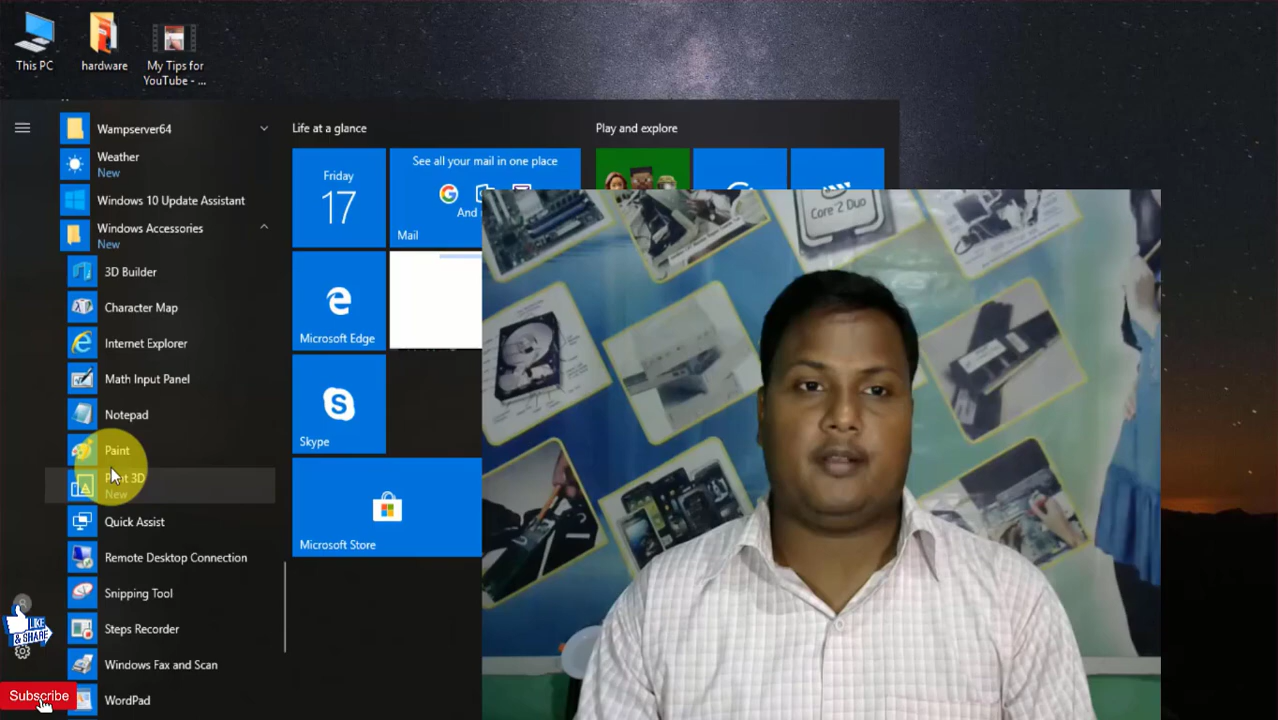 This PC
hardware
My Tips for
YouTube - ...
Wampserver64
Weather
New
Windows 10 Update Assistant
Windows Accessories
New
3D Builder
Character Map
Internet Explorer
Math Input Panel
Notepad
Paint
Paint 3D
New
Quick Assist
Remote Desktop Connection
Snipping Tool
Steps Recorder
Windows Fax and Scan
WordPad
Life at a glance
Friday
17
See all your mail in one place
And
Mail
Microsoft Edge
Skype
Microsoft Store
Play and explore
Core 2 Duo
LIKE
& SHARE
Subscribe